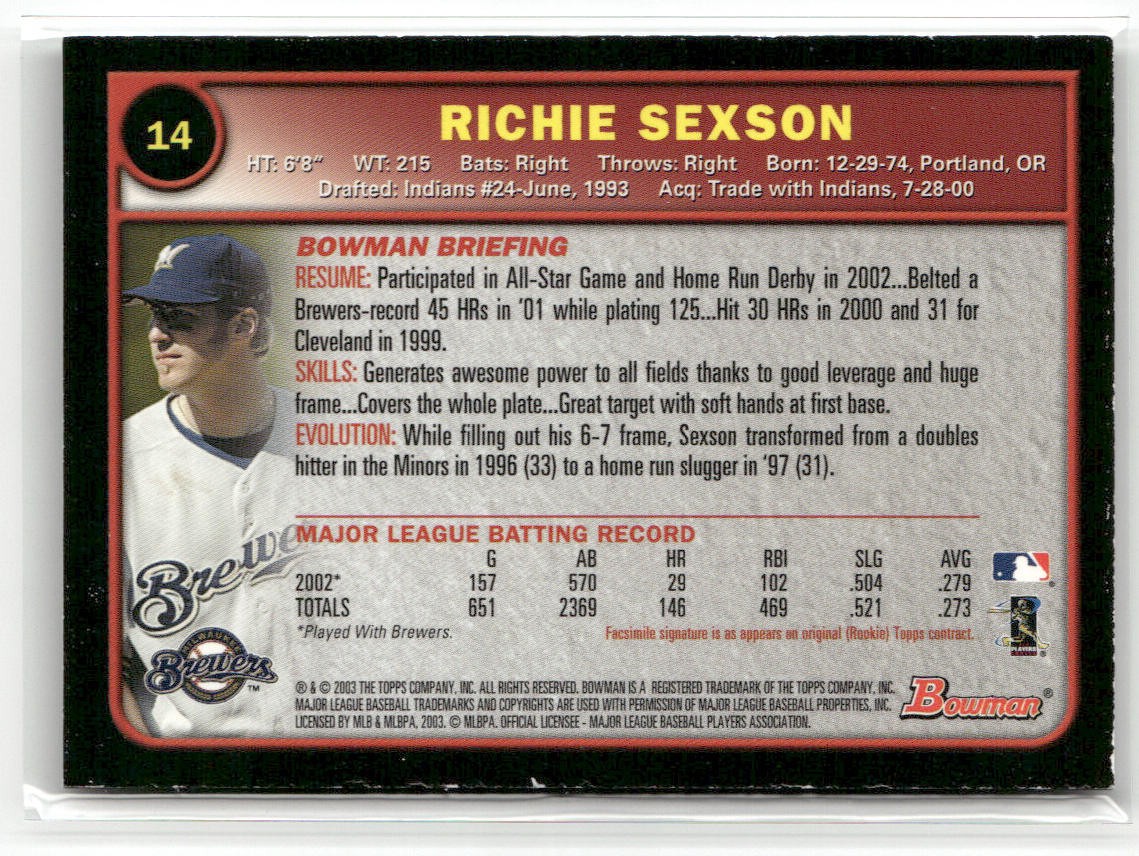 14
RICHIE SEXSON
HT: 6'8" WT: 215 Bats: Right Throws: Right Born: 12-29-74, Portland, OR
Drafted: Indians #24-June, 1993 Acq: Trade with Indians, 7-28-00
BOWMAN BRIEFING
RESUME: Participated in All-Star Game and Home Run Derby in 2002...Belted a
Brewers-record 45 HRs in '01 while plating 125...Hit 30 HRs in 2000 and 31 for
Cleveland in 1999.
SKILLS: Generates awesome power to all fields thanks to good leverage and huge
frame...Covers the whole plate...Great target with soft hands at first base.
EVOLUTION: While filling out his 6-7 frame, Sexson transformed from a doubles
hitter in the Minors in 1996 (33) to a home run slugger in '97 (31).
MAJOR LEAGUE BATTING RECORD
G AB HR RBI SLG AVG
2002* 157 570 29 102 .504 .279
TOTALS 651 2369 146 469 .521 .273
*Played With Brewers.
Facsimile signature is as appears on original (Rookie) Topps contract.
M
Brewe
MILWAUKEE
Brewers ™
PLAYERS
CHOICE ®
® & © 2003 THE TOPPS COMPANY, INC. ALL RIGHTS RESERVED. BOWMAN IS A REGISTERED TRADEMARK OF THE TOPPS COMPANY, INC.
MAJOR LEAGUE BASEBALL TRADEMARKS AND COPYRIGHTS ARE USED WITH PERMISSION OF MAJOR LEAGUE BASEBALL PROPERTIES, INC.
LICENSED BY MLB & MLBPA, 2003. © MLBPA. OFFICIAL LICENSEE - MAJOR LEAGUE BASEBALL PLAYERS ASSOCIATION.
Bowman ®